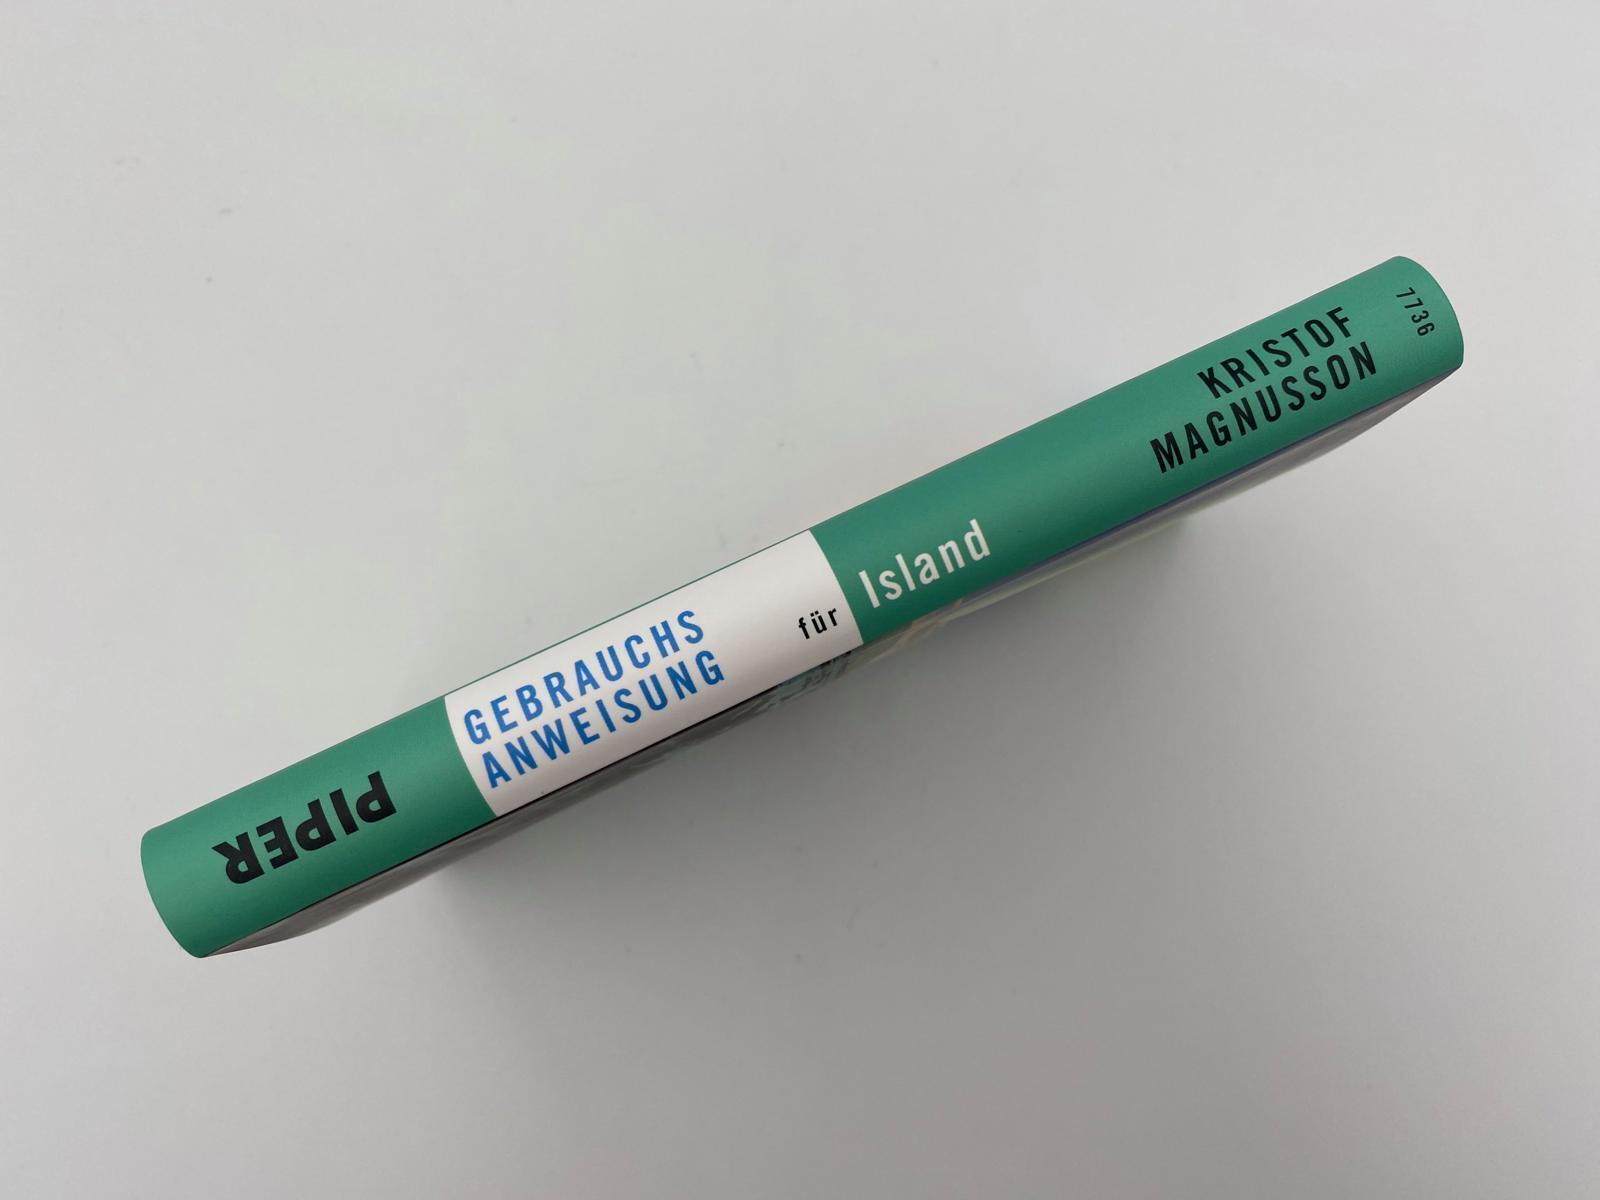 PIPER
GEBRAUCHS
ANWEISUNG
für
Island
KRISTOF
MAGNUSSON
7736